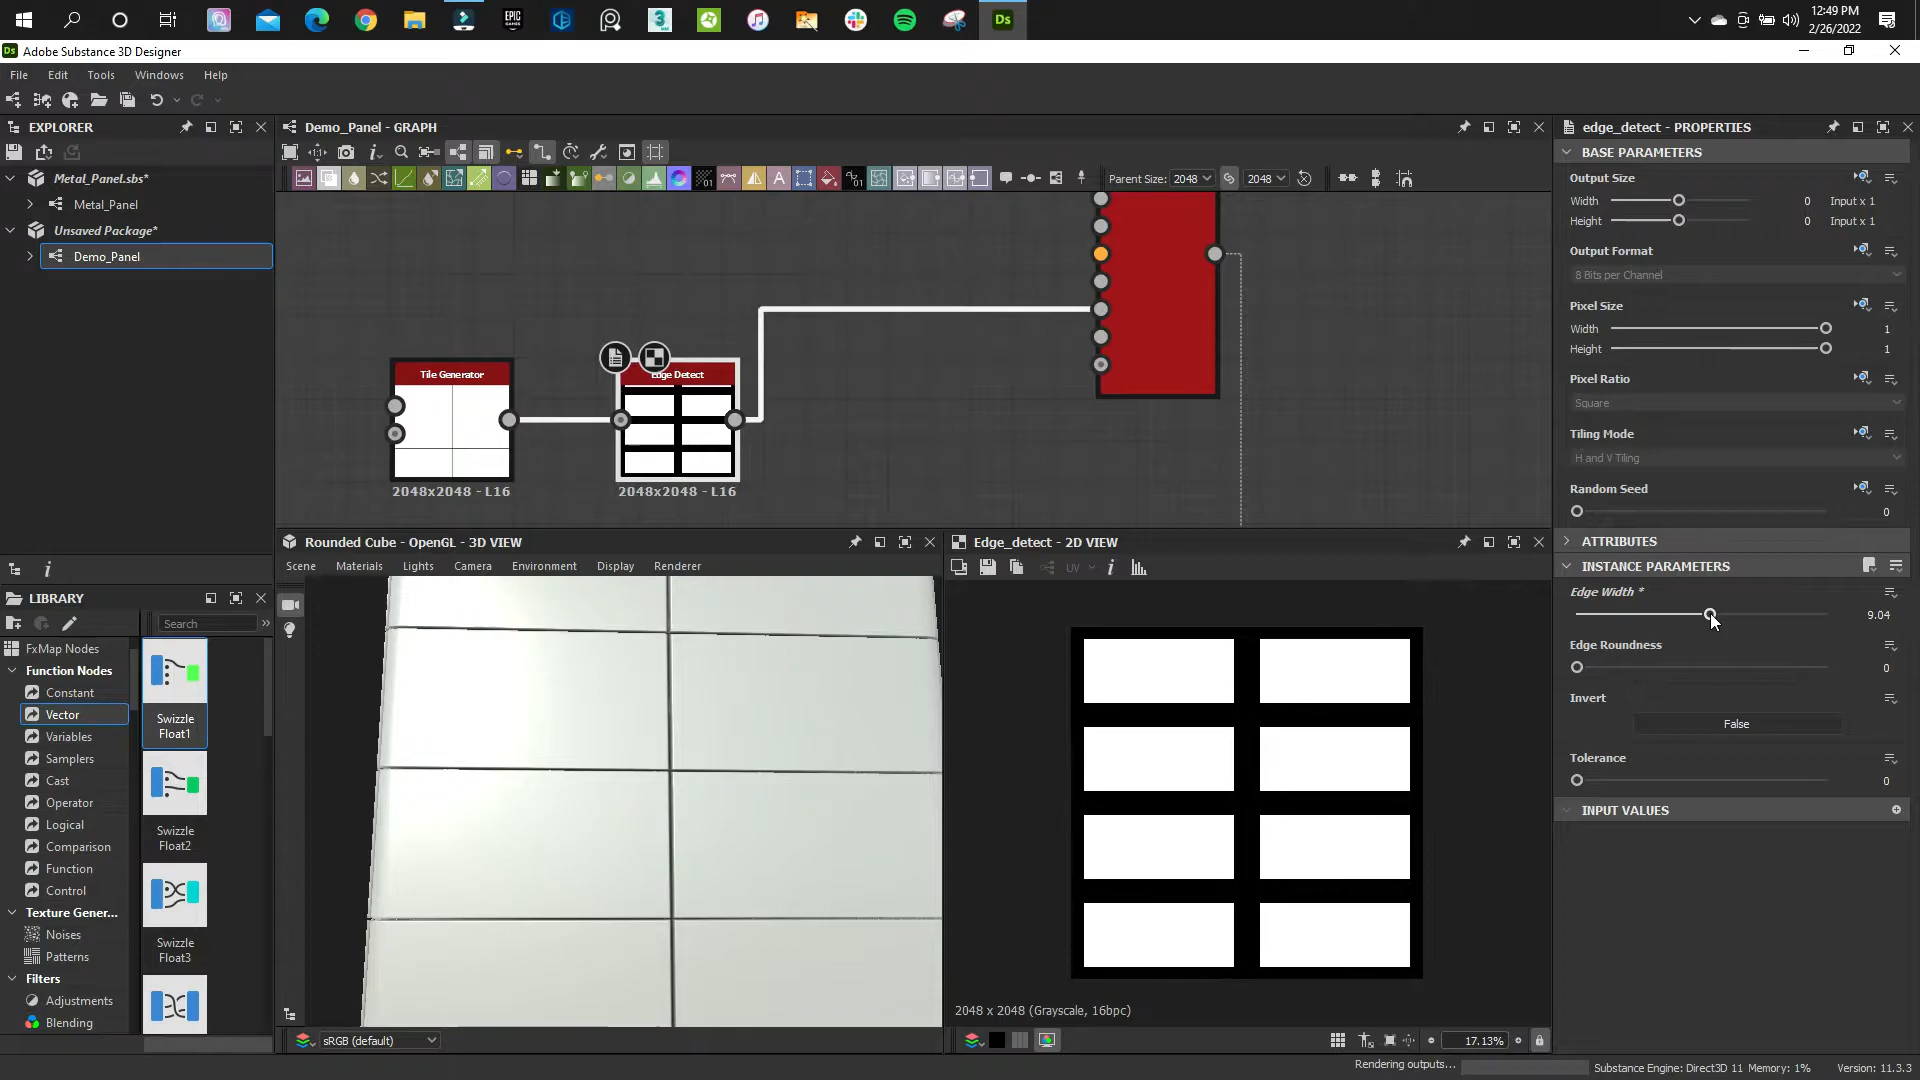 EPIC
GAMES
Ds
12:49 PM
2/26/2022
Ds
Adobe Substance 3D Designer
File
Edit
Tools
Windows
Help
EXPLORER
Metal_Panel.sbs*
Metal_Panel
Unsaved Package*
Demo_Panel
Demo_Panel - GRAPH
Parent Size:
2048
2048
Tile Generator
2048x2048 - L16
Edge Detect
2048x2048 - L16
LIBRARY
Search
FxMap Nodes
Function Nodes
Constant
Vector
Variables
Samplers
Cast
Operator
Logical
Comparison
Function
Control
Texture Gener...
Noises
Patterns
Filters
Adjustments
Blending
Swizzle
Float1
Swizzle
Float2
Swizzle
Float3
Rounded Cube - OpenGL - 3D VIEW
Scene
Materials
Lights
Camera
Environment
Display
Renderer
sRGB (default)
Edge_detect - 2D VIEW
UV
2048 x 2048 (Grayscale, 16bpc)
17.13%
edge_detect - PROPERTIES
BASE PARAMETERS
Output Size
Width 0 Input x 1
Height 0 Input x 1
Output Format
8 Bits per Channel
Pixel Size
Width 1
Height 1
Pixel Ratio
Square
Tiling Mode
H and V Tiling
Random Seed
0
ATTRIBUTES
INSTANCE PARAMETERS
Edge Width *
9.04
Edge Roundness
0
Invert
False
Tolerance
0
INPUT VALUES
Rendering outputs...
Substance Engine: Direct3D 11 Memory: 1%
Version: 11.3.3